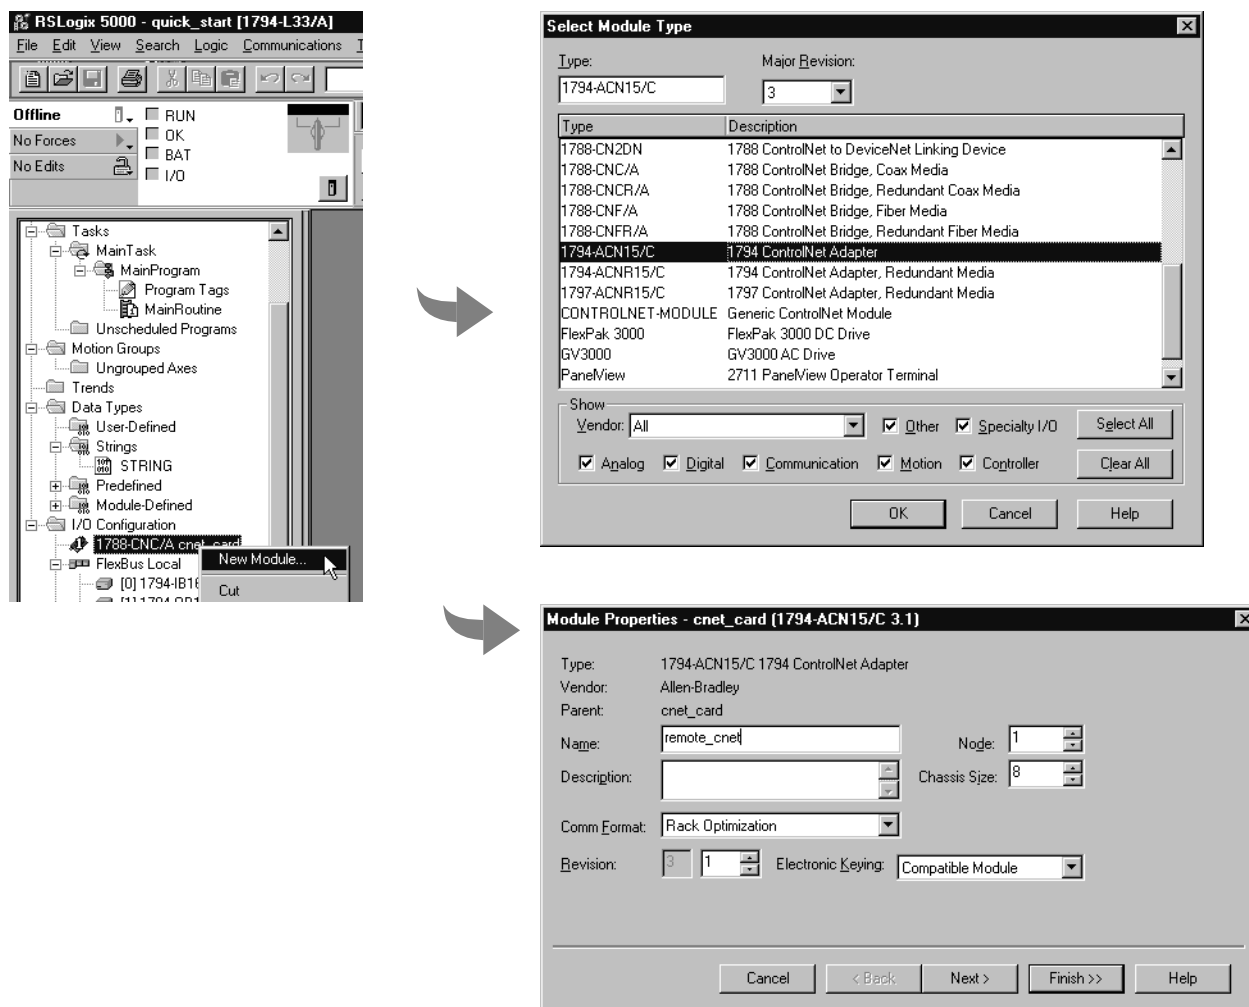 RSLogix 5000 - quick_start [1794-L33/A]
File Edit View Search Logic Communications
Offline
RUN
No Forces
OK
No Edits
BAT
I/O
Tasks
MainTask
MainProgram
Program Tags
MainRoutine
Unscheduled Programs
Motion Groups
Ungrouped Axes
Trends
Data Types
User-Defined
Strings
STRING
Predefined
Module-Defined
I/O Configuration
1788-CNC/A cnet_card
New Module...
FlexBus Local
[0] 1794-IB16
Cut
Select Module Type
Type:
Major Revision:
1794-ACN15/C
3
Type Description
1788-CN2DN 1788 ControlNet to DeviceNet Linking Device
1788-CNC/A 1788 ControlNet Bridge, Coax Media
1788-CNCR/A 1788 ControlNet Bridge, Redundant Coax Media
1788-CNF/A 1788 ControlNet Bridge, Fiber Media
1788-CNFR/A 1788 ControlNet Bridge, Redundant Fiber Media
1794-ACN15/C 1794 ControlNet Adapter
1794-ACNR15/C 1794 ControlNet Adapter, Redundant Media
1797-ACNR15/C 1797 ControlNet Adapter, Redundant Media
CONTROLNET-MODULE Generic ControlNet Module
FlexPak 3000 FlexPak 3000 DC Drive
GV3000 GV3000 AC Drive
PanelView 2711 PanelView Operator Terminal
Show
Vendor: All Other Specialty I/O Select All
Analog Digital Communication Motion Controller Clear All
OK Cancel Help
Module Properties - cnet_card (1794-ACN15/C 3.1)
Type: 1794-ACN15/C 1794 ControlNet Adapter
Vendor: Allen-Bradley
Parent: cnet_card
Name: remote_cnet Node: 1
Description: Chassis Size: 8
Comm Format: Rack Optimization
Revision: 3 1 Electronic Keying: Compatible Module
Cancel < Back Next > Finish >> Help